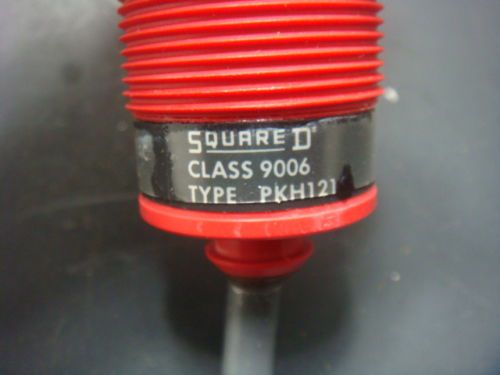 SQUARE D
CLASS 9006
TYPE PKH121